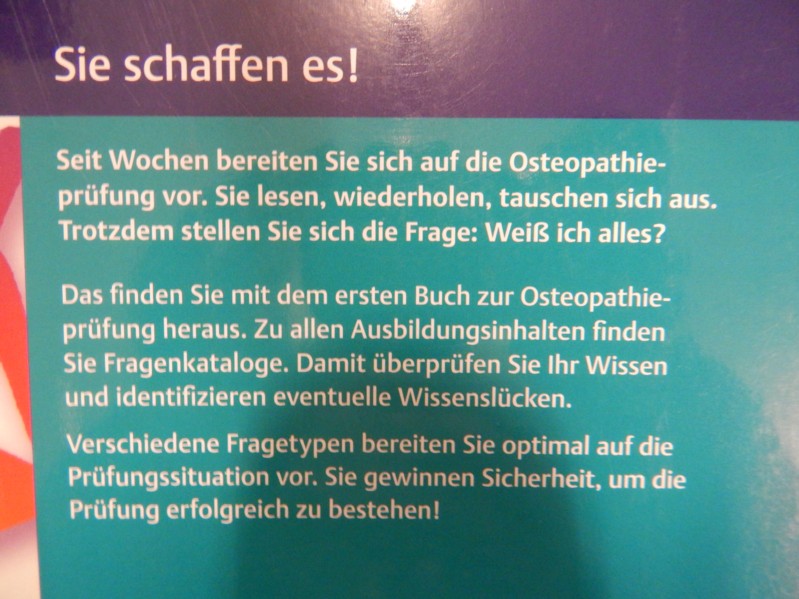 Sie schaffen es!
Seit Wochen bereiten Sie sich auf die Osteopathie-
prüfung vor. Sie lesen, wiederholen, tauschen sich aus.
Trotzdem stellen Sie sich die Frage: Weiß ich alles?
Das finden Sie mit dem ersten Buch zur Osteopathie-
prüfung heraus. Zu allen Ausbildungsinhalten finden
Sie Fragenkataloge. Damit überprüfen Sie Ihr Wissen
und identifizieren eventuelle Wissenslücken.
Verschiedene Fragetypen bereiten Sie optimal auf die
Prüfungssituation vor. Sie gewinnen Sicherheit, um die
Prüfung erfolgreich zu bestehen!